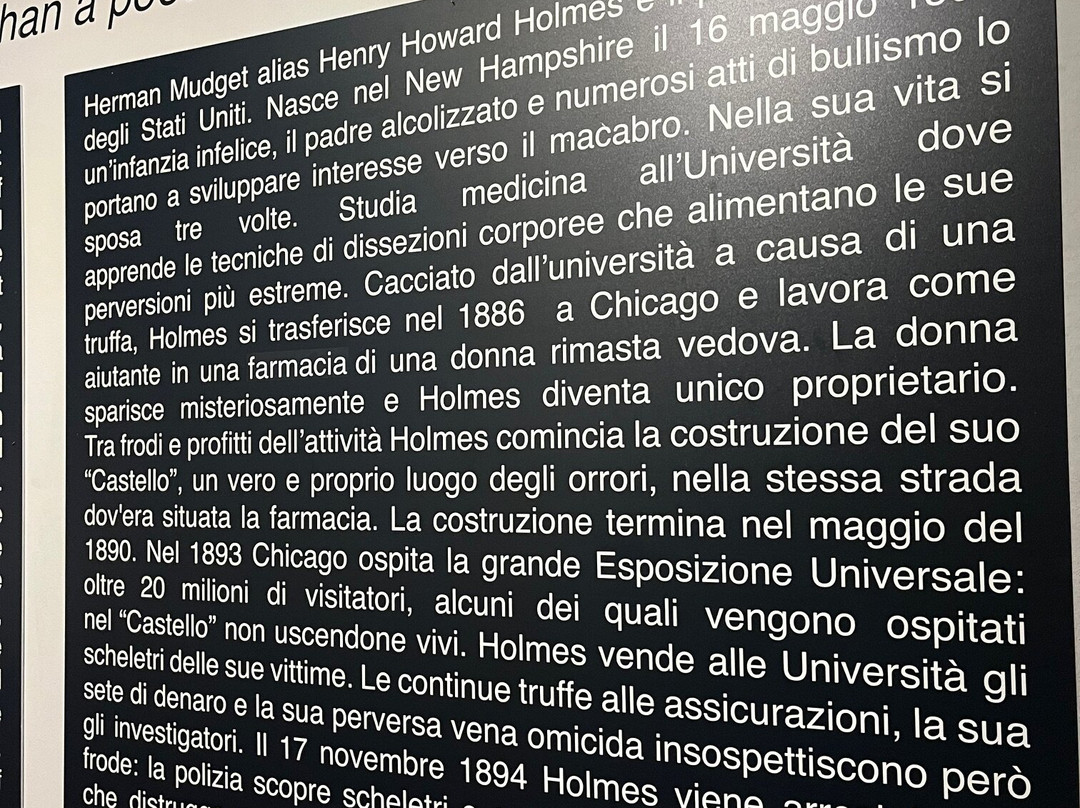 han a
Herman Mudget alias Henry Howard Holmes è il
degli Stati Uniti. Nasce nel New Hampshire il 16 maggio
un'infanzia infelice, il padre alcolizzato e numerosi atti di bullismo lo
portano a sviluppare interesse verso il macabro. Nella sua vita si
sposa tre volte. Studia medicina all'Università dove
apprende le tecniche di dissezioni corporee che alimentano le sue
perversioni più estreme. Cacciato dall'università a causa di una
truffa, Holmes si trasferisce nel 1886 a Chicago e lavora come
aiutante in una farmacia di una donna rimasta vedova. La donna
sparisce misteriosamente e Holmes diventa unico proprietario.
Tra frodi e profitti dell'attività Holmes comincia la costruzione del suo
“Castello”, un vero e proprio luogo degli orrori, nella stessa strada
dov'era situata la farmacia. La costruzione termina nel maggio del
1890. Nel 1893 Chicago ospita la grande Esposizione Universale:
oltre 20 milioni di visitatori, alcuni dei quali vengono ospitati
nel “Castello” non uscendone vivi. Holmes vende alle Università gli
scheletri delle sue vittime. Le continue truffe alle assicurazioni, la sua
sete di denaro e la sua perversa vena omicida insospettiscono però
gli investigatori. Il 17 novembre 1894 Holmes viene
frode: la polizia scopre scheletri
che